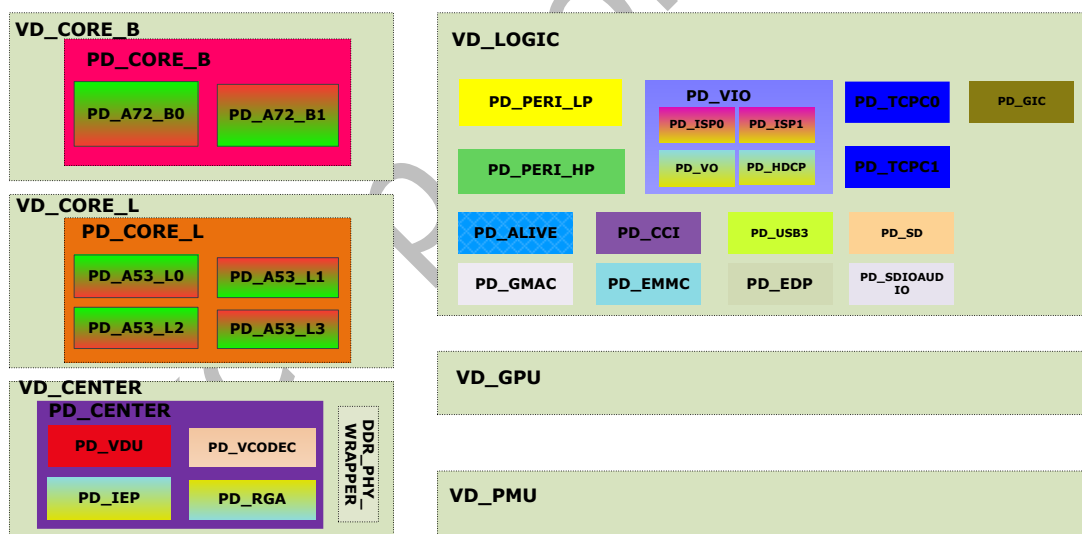 VD_CORE_B
PD_CORE_B
PD_A72_B0
PD_A72_B1
VD_CORE_L
PD_CORE_L
PD_A53_L0
PD_A53_L1
PD_A53_L2
PD_A53_L3
VD_CENTER
PD_CENTER
PD_VDU
PD_VCODEC
PD_IEP
PD_RGA
DDR_PHY_
WRAPPER
VD_LOGIC
PD_PERI_LP
PD_VIO
PD_ISP0
PD_ISP1
PD_VO
PD_HDCP
PD_TCPC0
PD_GIC
PD_PERI_HP
PD_TCPC1
PD_ALIVE
PD_CCI
PD_USB3
PD_SD
PD_GMAC
PD_EMMC
PD_EDP
PD_SDIOAUD
IO
VD_GPU
VD_PMU